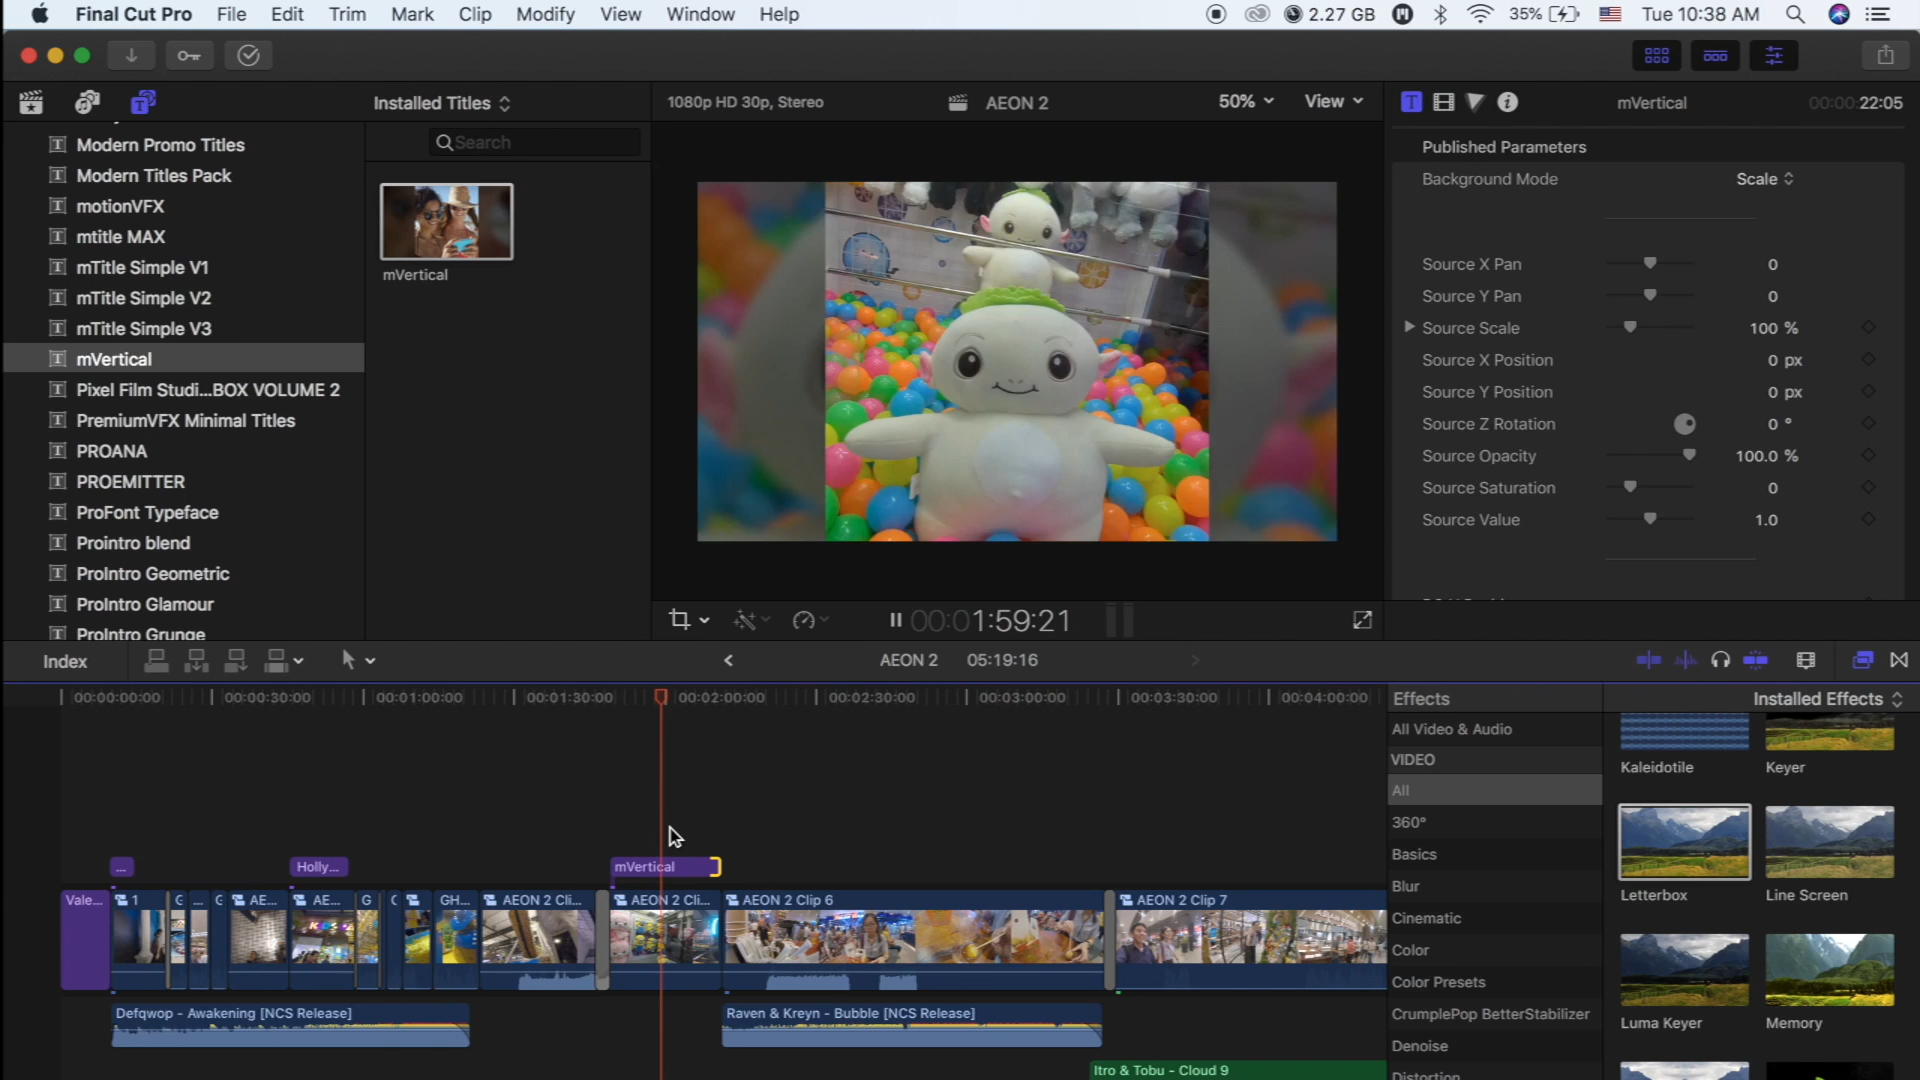 Final Cut Pro File Edit Trim Mark Clip Modify View Window Help 2.27 GB 35% Tue 10:38 AM
Installed Titles 1080p HD 30p, Stereo AEON 2 50% View mVertical 00:00:22:05
Search
Modern Promo Titles
Modern Titles Pack
motionVFX
mtitle MAX
mTitle Simple V1
mTitle Simple V2
mTitle Simple V3
mVertical
Pixel Film Studi...BOX VOLUME 2
PremiumVFX Minimal Titles
PROANA
PROEMITTER
ProFont Typeface
Prointro blend
ProIntro Geometric
ProIntro Glamour
ProIntro Grunge
mVertical
Published Parameters
Background Mode Scale
Source X Pan 0
Source Y Pan 0
Source Scale 100 %
Source X Position 0 px
Source Y Position 0 px
Source Z Rotation 0 °
Source Opacity 100.0 %
Source Saturation 0
Source Value 1.0
00:01:59:21
Index AEON 2 05:19:16
00:00:00:00 00:00:30:00 00:01:00:00 00:01:30:00 00:02:00:00 00:02:30:00 00:03:00:00 00:03:30:00 00:04:00:00
... Holly... mVertical
Vale... 1 G ... G AE... AE... G GH... AEON 2 Cli... AEON 2 Cli... AEON 2 Clip 6 AEON 2 Clip 7
Defqwop - Awakening [NCS Release] Raven & Kreyn - Bubble [NCS Release]
Itro & Tobu - Cloud 9
Effects Installed Effects
All Video & Audio
VIDEO
All
360°
Basics
Blur
Cinematic
Color
Color Presets
CrumplePop BetterStabilizer
Denoise
Distortion
Kaleidotile Keyer
Letterbox Line Screen
Luma Keyer Memory